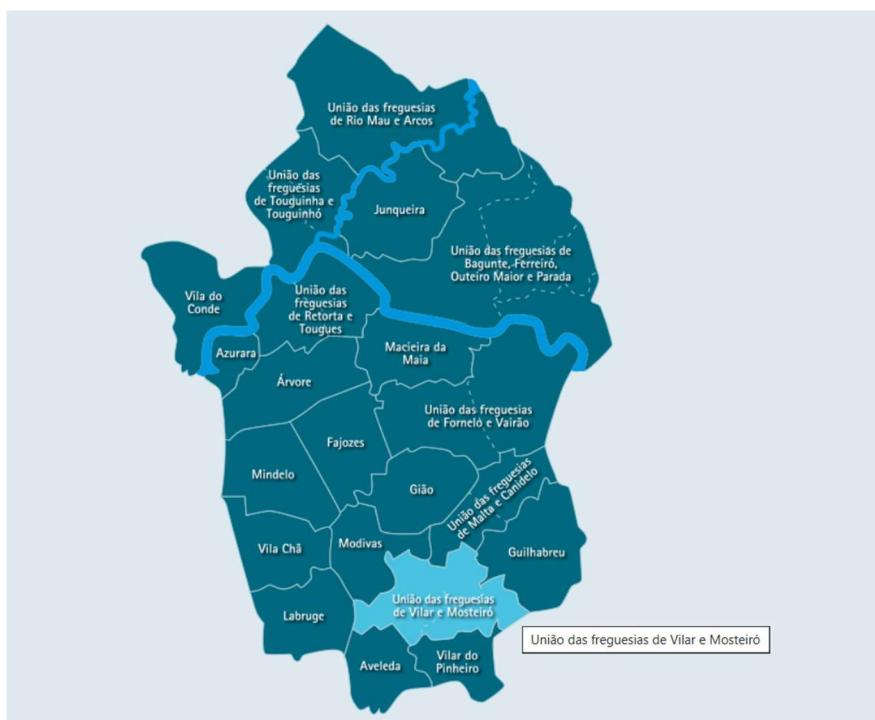 União das freguesias
de Rio Mau e Arcos
União das
freguesias
de Touguinha e
Touguinhó
Junqueira
União das freguesias de
Bagunte, Ferreiró,
Outeiro Maior e Parada
Vila do
Conde
União das
freguesias
de Retorta e
Tougues
Azurara
Macieira da
Maia
Árvore
União das freguesias
de Fornelo e Vairão
Fajozes
Mindelo
Gião
União das freguesias
de Malta e Canidelo
Vila Chã
Modivas
Guilhabreu
União das freguesias
de Vilar e Mosteiró
Labruge
União das freguesias de Vilar e Mosteiró
Aveleda
Vilar do
Pinheiro